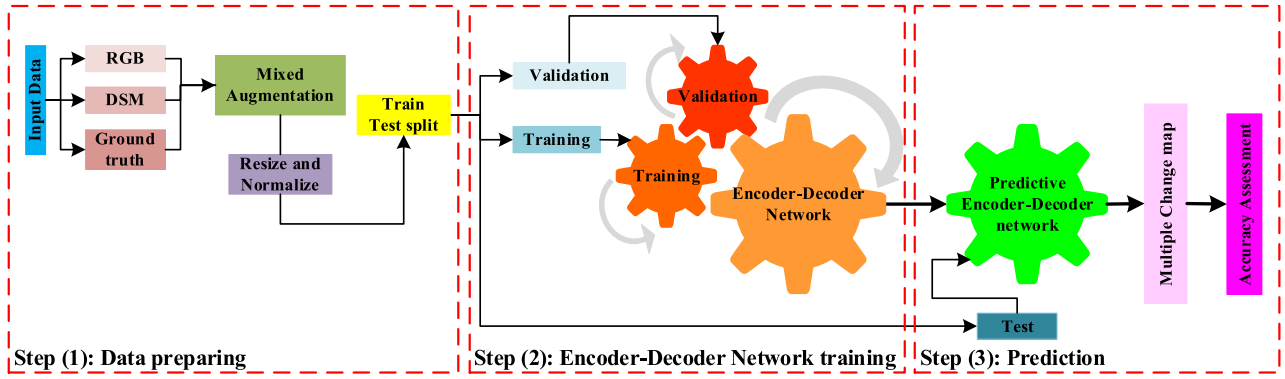 Input Data
RGB
DSM
Ground
truth
Mixed
Augmentation
Resize and
Normalize
Train
Test split
Step (1): Data preparing
Validation
Training
Validation
Training
Encoder-Decoder
Network
Step (2): Encoder-Decoder Network training
Predictive
Encoder-Decoder
network
Test
Multiple Change map
Accuracy Assessment
Step (3): Prediction